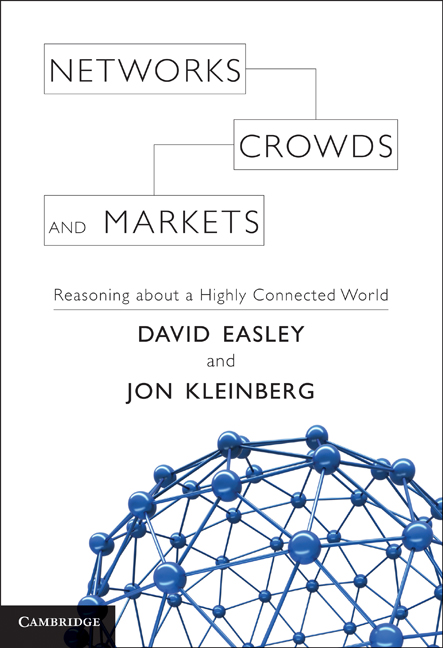 NETWORKS
CROWDS
AND MARKETS
Reasoning about a Highly Connected World
DAVID EASLEY
and
JON KLEINBERG
CAMBRIDGE